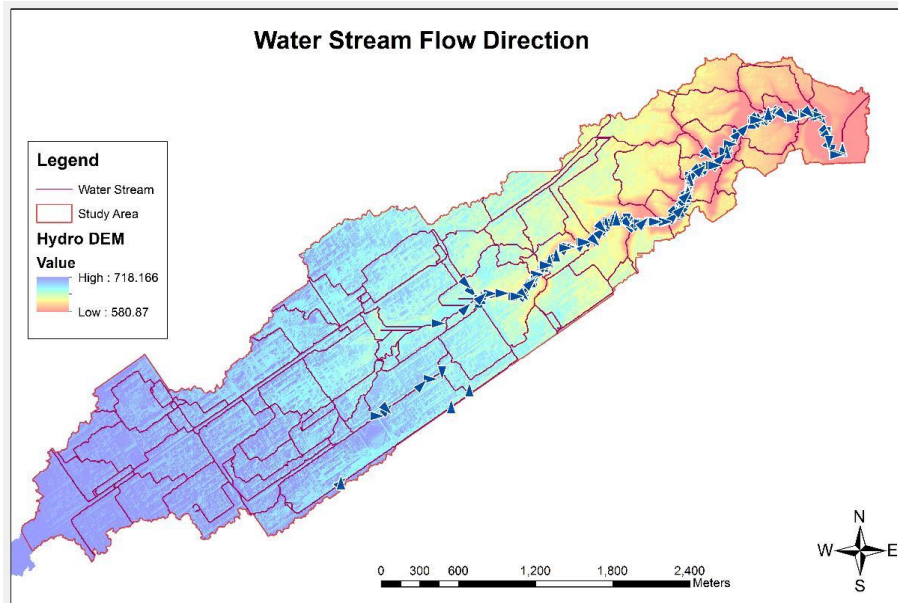 Water Stream Flow Direction
Legend
Water Stream
Study Area
Hydro DEM
Value
High : 718.166
Low : 580.87
N
W E
S
0 300 600 1,200 1,800 2,400
Meters